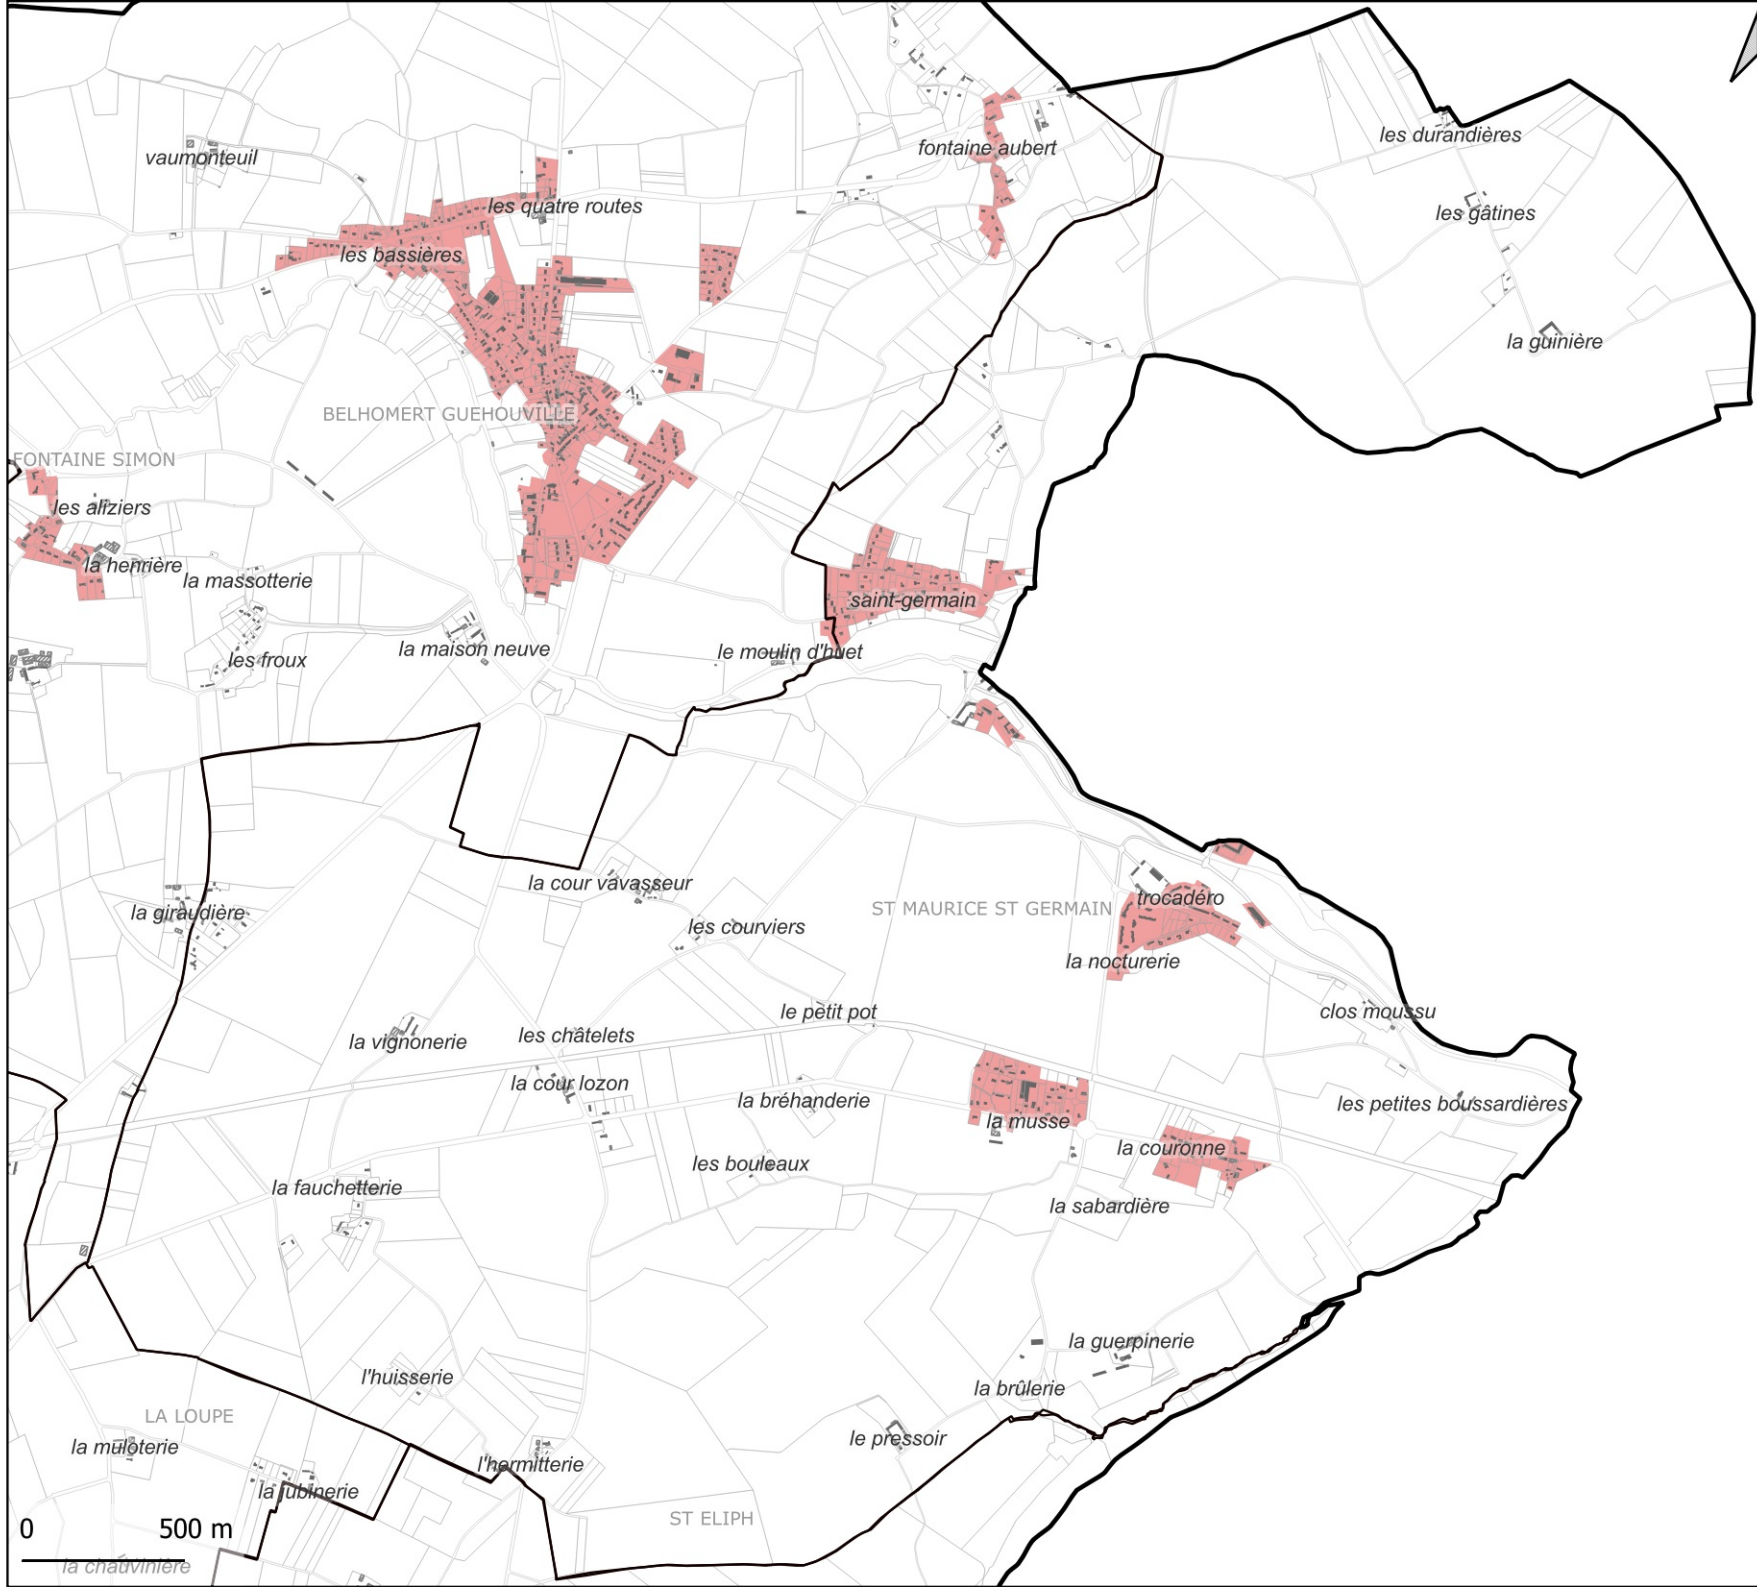 les durandières
fontaine aubert
vaumonteuil
les quatre routes
les gâtines
les bassières
la guinière
BELHOMERT GUEHOUVILLE
FONTAINE SIMON
les aliziers
la henrière
la massotterie
saint-germain
la maison neuve
le moulin d'huet
les froux
la cour vavasseur
trocadéro
ST MAURICE ST GERMAIN
la giraudière
les courviers
la nocturerie
le petit pot
clos moussu
les châtelets
la vignonerie
la cour lozon
la bréhanderie
les petites boussardières
la musse
la couronne
les bouleaux
la fauchetterie
la sabardière
la guerpinerie
l'huisserie
la brûlerie
LA LOUPE
le pressoir
la muloterie
l'hermitterie
la jubinerie
ST ELIPH
0 500 m
la chauvinière